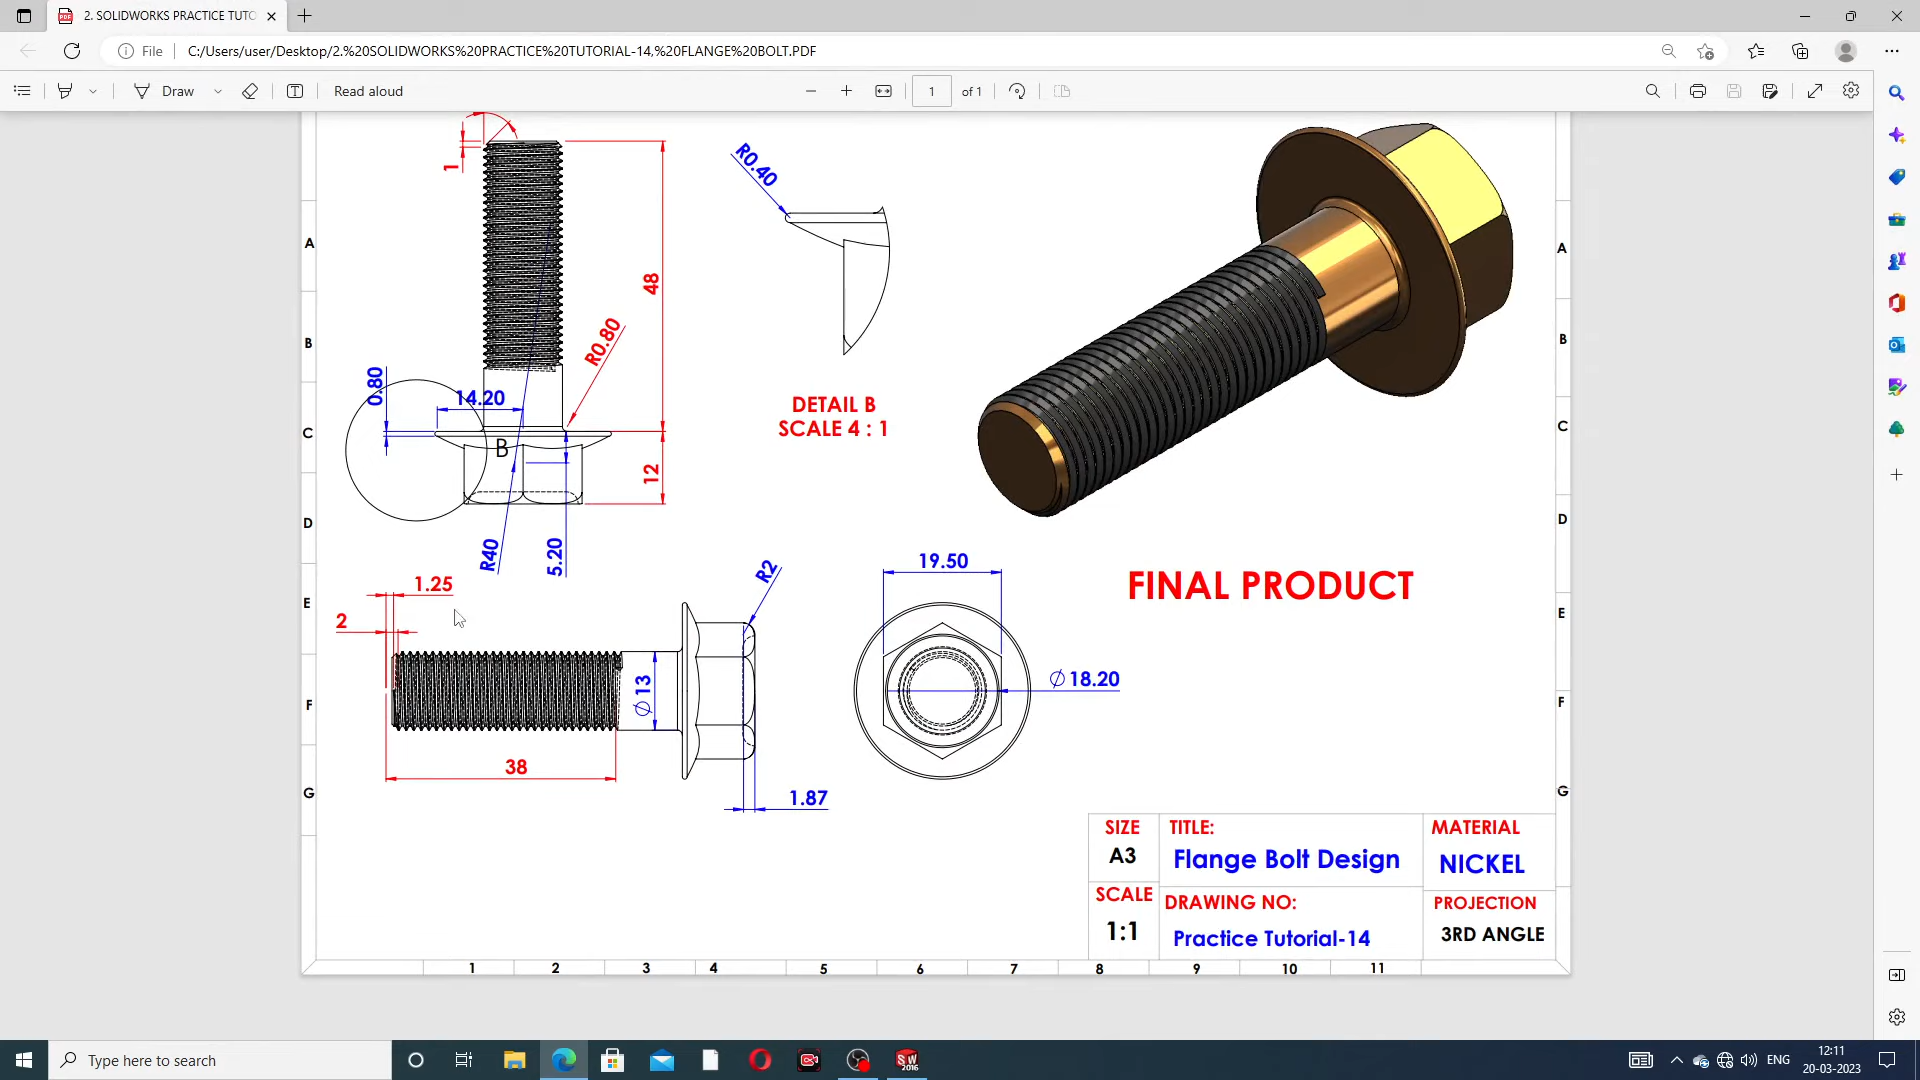 2. SOLIDWORKS PRACTICE TUTO
File
C:/Users/user/Desktop/2.%20SOLIDWORKS%20PRACTICE%20TUTORIAL-14,%20FLANGE%20BOLT.PDF
Draw
Read aloud
1
of 1
1
R0.40
A
A
48
B
B
R0.80
0.80
14.20
DETAIL B
SCALE 4 : 1
C
C
B
12
D
D
R40
5.20
19.50
R2
FINAL PRODUCT
1.25
E
E
2
∅ 13
∅ 18.20
F
F
38
G
G
1.87
SIZE
A3
TITLE:
Flange Bolt Design
MATERIAL
NICKEL
SCALE
1:1
DRAWING NO:
Practice Tutorial-14
PROJECTION
3RD ANGLE
1 2 3 4 5 6 7 8 9 10 11
Type here to search
SW
2016
ENG
12:11
20-03-2023